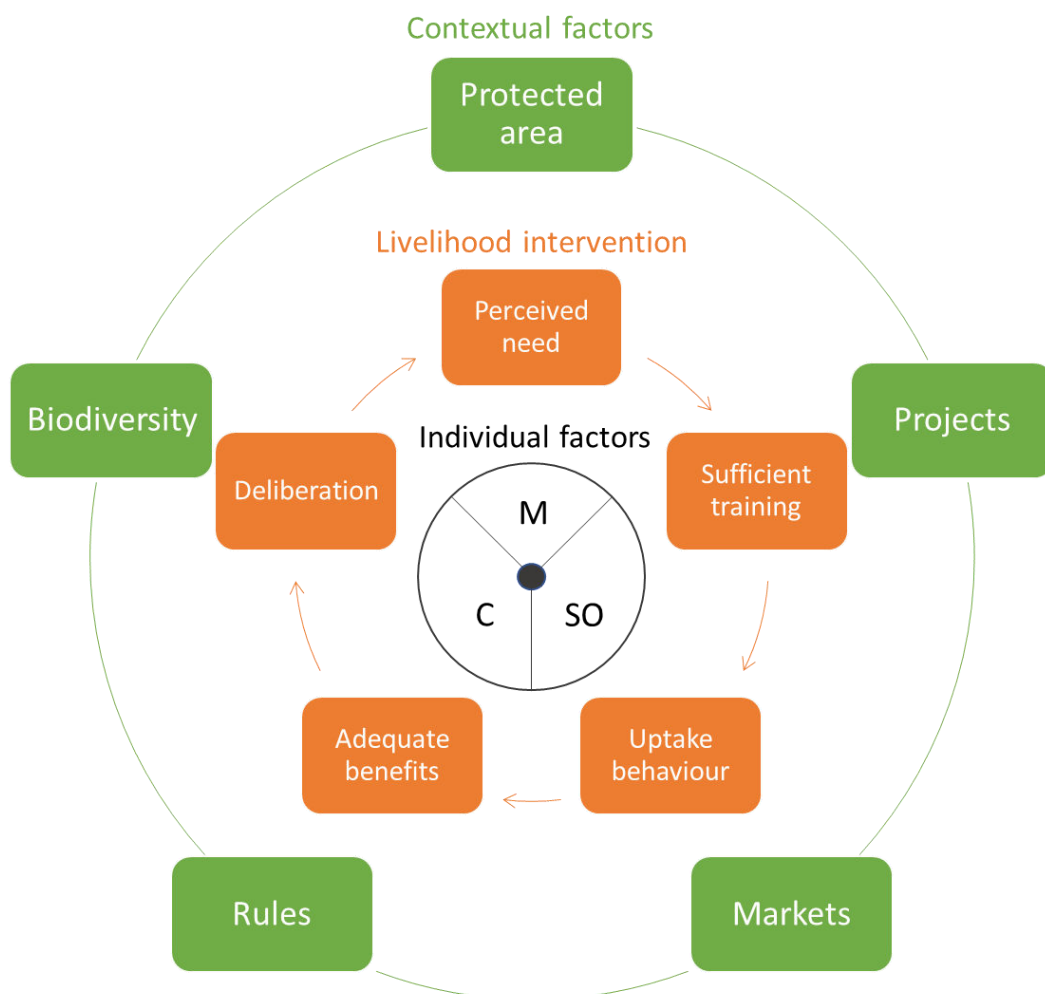 Contextual factors
Protected
area
Livelihood intervention
Perceived
need
Biodiversity
Projects
Individual factors
Deliberation
Sufficient
training
M
C
SO
Adequate
benefits
Uptake
behaviour
Rules
Markets